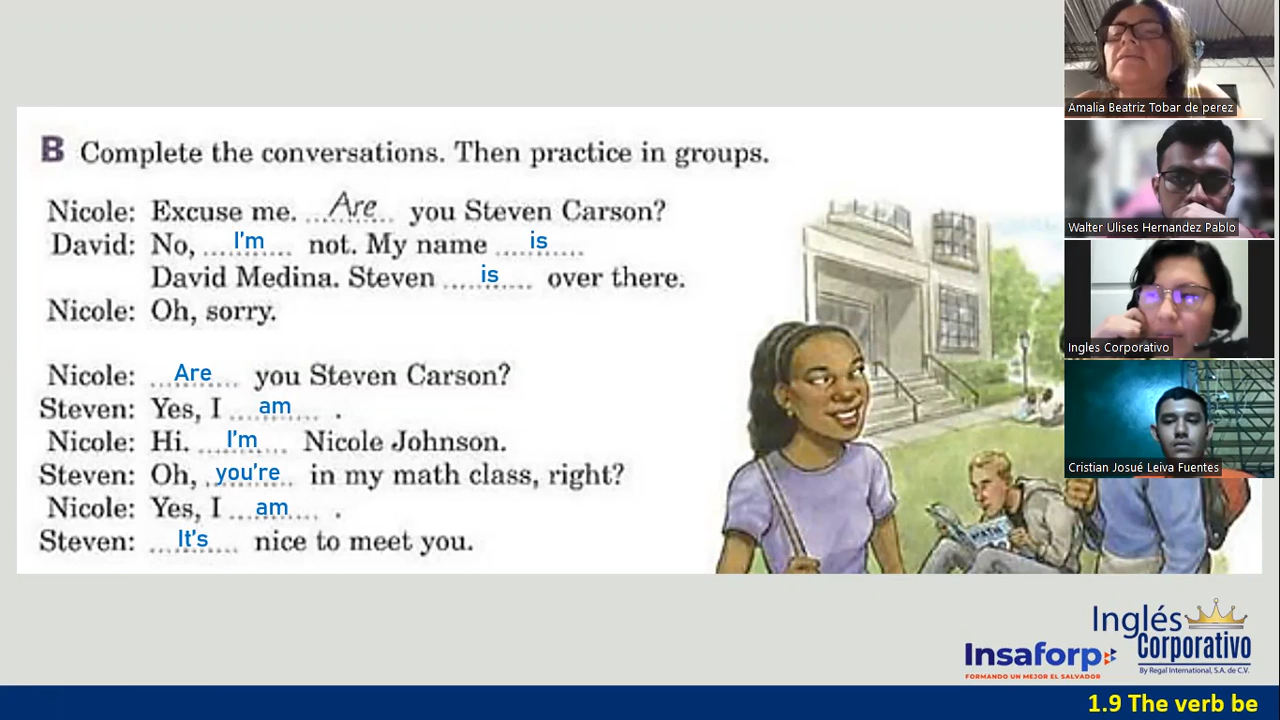 B Complete the conversations. Then practice in groups.
Nicole: Excuse me. Are you Steven Carson?
David: No, I'm not. My name is
David Medina. Steven is over there.
Nicole: Oh, sorry.
Nicole: Are you Steven Carson?
Steven: Yes, I am .
Nicole: Hi. I'm Nicole Johnson.
Steven: Oh, you're in my math class, right?
Nicole: Yes, I am .
Steven: It's nice to meet you.
MATH
Amalia Beatriz Tobar de perez
Walter Ulises Hernandez Pablo
Ingles Corporativo
Cristian Josué Leiva Fuentes
Insaforp
FORMANDO UN MEJOR EL SALVADOR
Inglés
Corporativo
By Regal International, S.A. de C.V.
1.9 The verb be